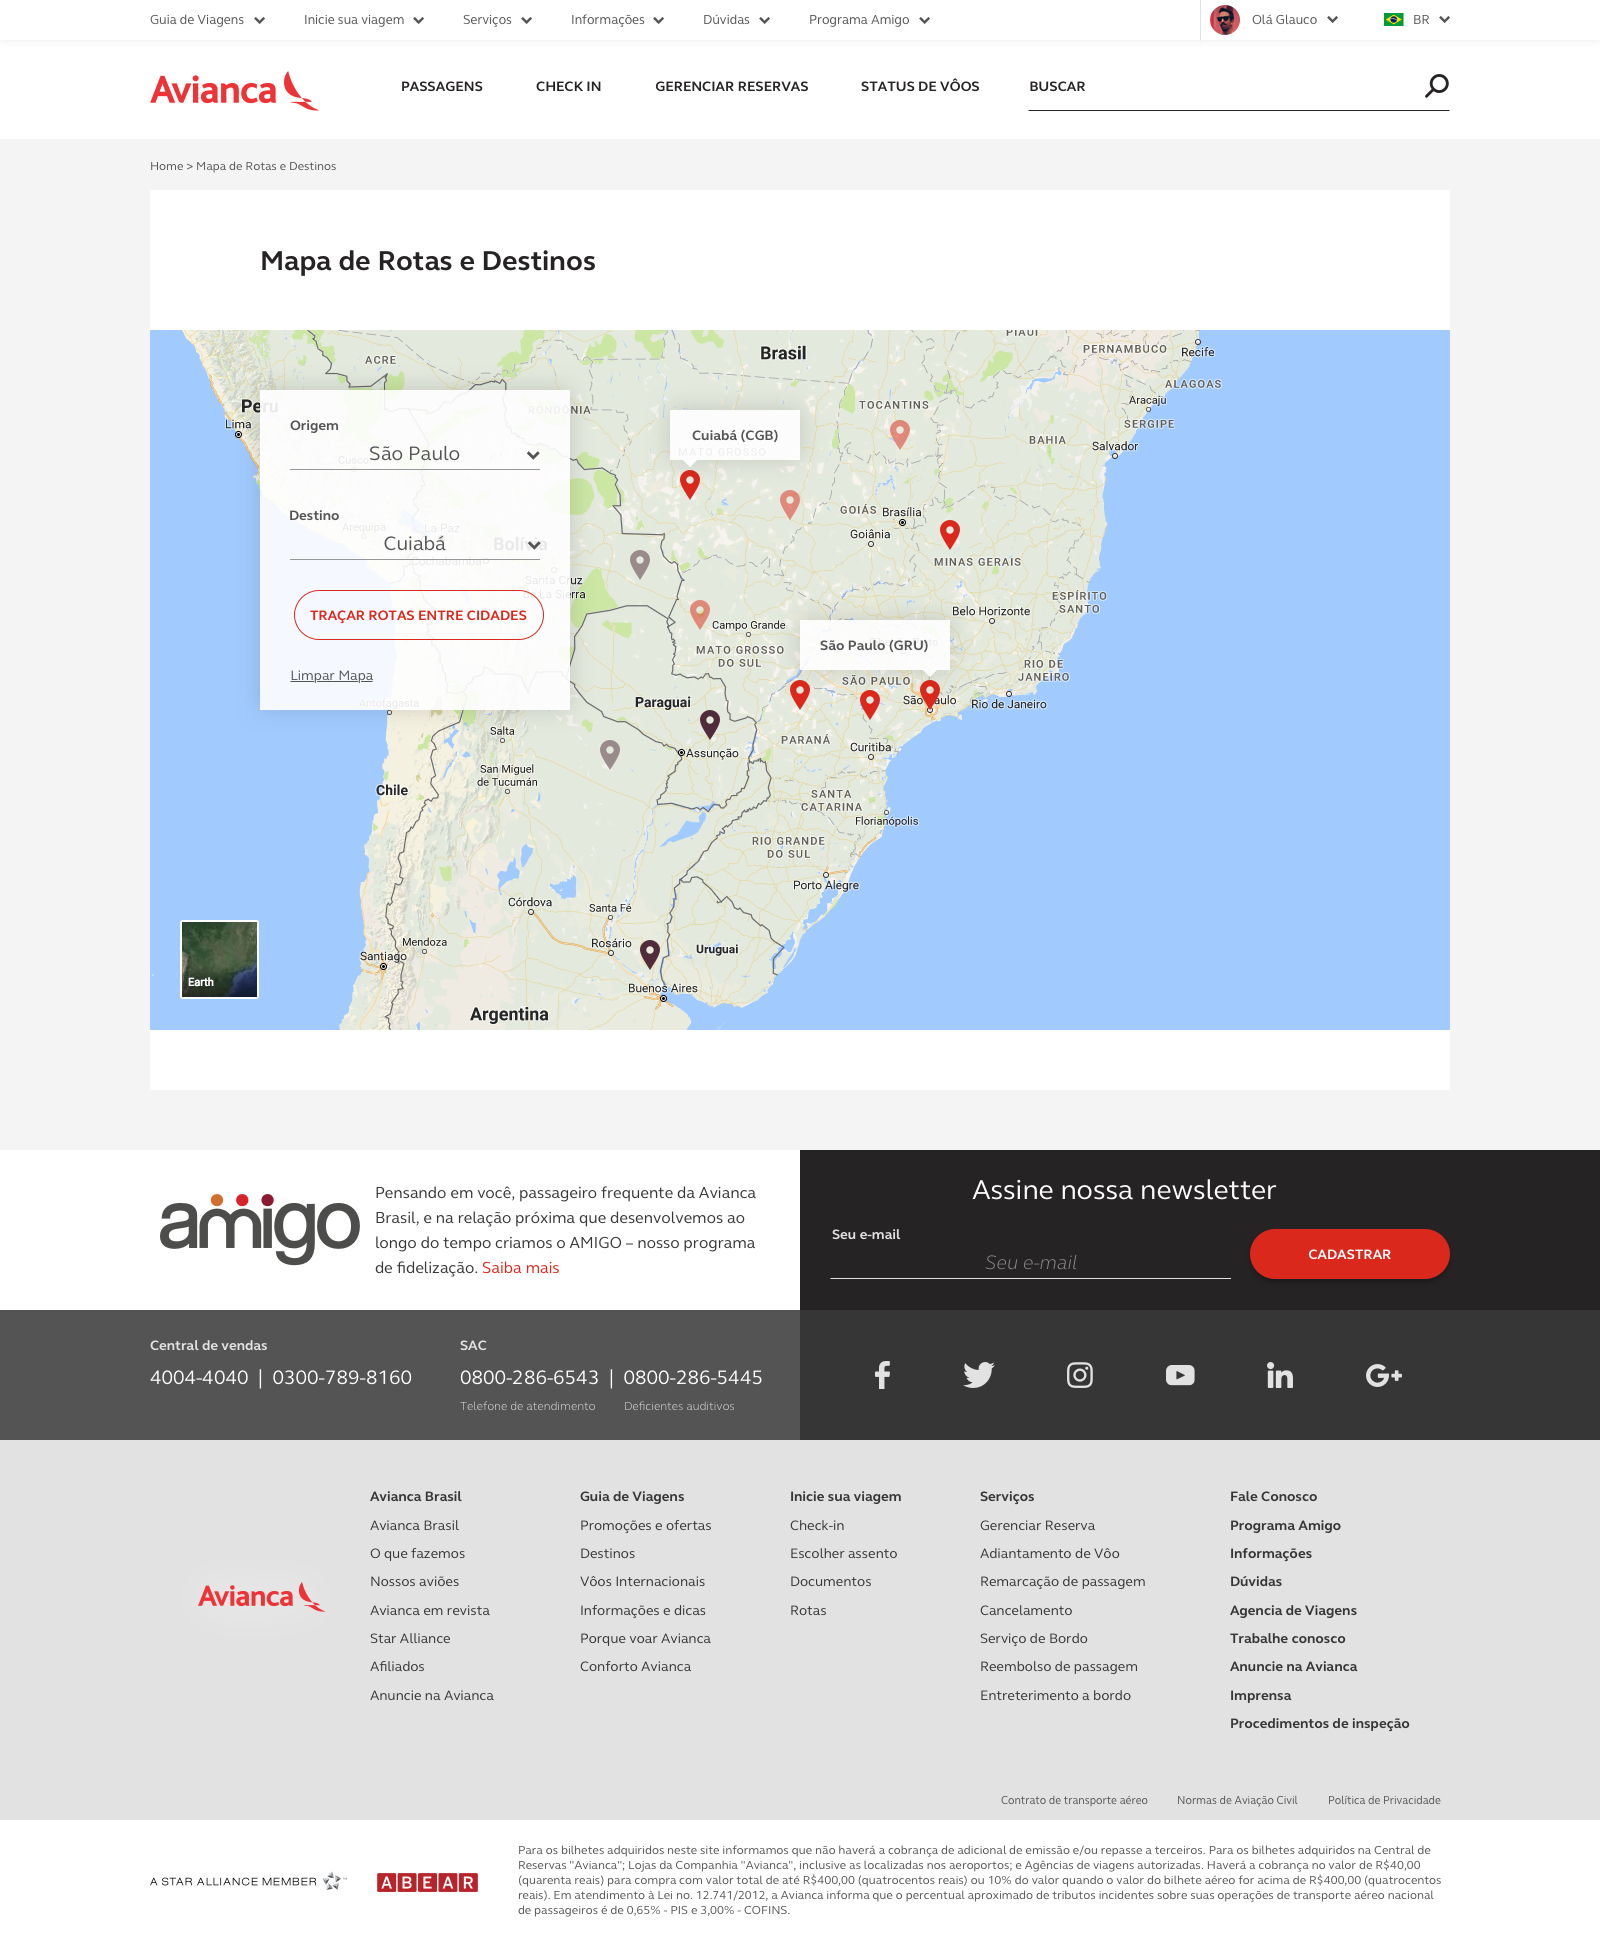 Guia de Viagens
Inicie sua viagem
Serviços
Informações
Dúvidas
Programa Amigo
Olá Glauco
BR
Avianca
PASSAGENS
CHECK IN
GERENCIAR RESERVAS
STATUS DE VÔOS
BUSCAR
Home > Mapa de Rotas e Destinos
Mapa de Rotas e Destinos
PIAUÍ
ACRE
Brasil
PERNAMBUCO
Recife
ALAGOAS
Peru
Lima
RONDÔNIA
TOCANTINS
Aracaju
SERGIPE
Origem
São Paulo
Cusco
Cuiabá (CGB)
MATO GROSSO
BAHIA
Salvador
Destino
Arequipa
La Paz
Cuiabá
Bolívia
Cochabamba
Santa Cruz
de La Sierra
GOIÁS
Brasília
Goiânia
MINAS GERAIS
ESPÍRITO
SANTO
Belo Horizonte
TRAÇAR ROTAS ENTRE CIDADES
Limpar Mapa
Antofagasta
Campo Grande
MATO GROSSO
DO SUL
São Paulo (GRU)
RIO DE
JANEIRO
SÃO PAULO
São Paulo
Rio de Janeiro
Paraguai
Salta
Assunção
PARANÁ
Curitiba
San Miguel
de Tucumán
Chile
SANTA
CATARINA
Florianópolis
RIO GRANDE
DO SUL
Porto Alegre
Córdova
Santa Fé
Mendoza
Rosário
Uruguai
Santiago
Earth
Buenos Aires
Argentina
amigo
Pensando em você, passageiro frequente da Avianca
Brasil, e na relação próxima que desenvolvemos ao
longo do tempo criamos o AMIGO – nosso programa
de fidelização. Saiba mais
Assine nossa newsletter
Seu e-mail
Seu e-mail
CADASTRAR
Central de vendas
4004-4040 | 0300-789-8160
SAC
0800-286-6543 | 0800-286-5445
Telefone de atendimento
Deficientes auditivos
Avianca
Avianca Brasil
Avianca Brasil
O que fazemos
Nossos aviões
Avianca em revista
Star Alliance
Afiliados
Anuncie na Avianca
Guia de Viagens
Promoções e ofertas
Destinos
Vôos Internacionais
Informações e dicas
Porque voar Avianca
Conforto Avianca
Inicie sua viagem
Check-in
Escolher assento
Documentos
Rotas
Serviços
Gerenciar Reserva
Adiantamento de Vôo
Remarcação de passagem
Cancelamento
Serviço de Bordo
Reembolso de passagem
Entreterimento a bordo
Fale Conosco
Programa Amigo
Informações
Dúvidas
Agencia de Viagens
Trabalhe conosco
Anuncie na Avianca
Imprensa
Procedimentos de inspeção
Contrato de transporte aéreo
Normas de Aviação Civil
Política de Privacidade
A STAR ALLIANCE MEMBER
ABEAR
Para os bilhetes adquiridos neste site informamos que não haverá a cobrança de adicional de emissão e/ou repasse a terceiros. Para os bilhetes adquiridos na Central de
Reservas "Avianca"; Lojas da Companhia "Avianca", inclusive as localizadas nos aeroportos; e Agências de viagens autorizadas. Haverá a cobrança no valor de R$40,00
(quarenta reais) para compra com valor total de até R$400,00 (quatrocentos reais) ou 10% do valor quando o valor do bilhete aéreo for acima de R$400,00 (quatrocentos
reais). Em atendimento à Lei no. 12.741/2012, a Avianca informa que o percentual aproximado de tributos incidentes sobre suas operações de transporte aéreo nacional
de passageiros é de 0,65% - PIS e 3,00% - COFINS.